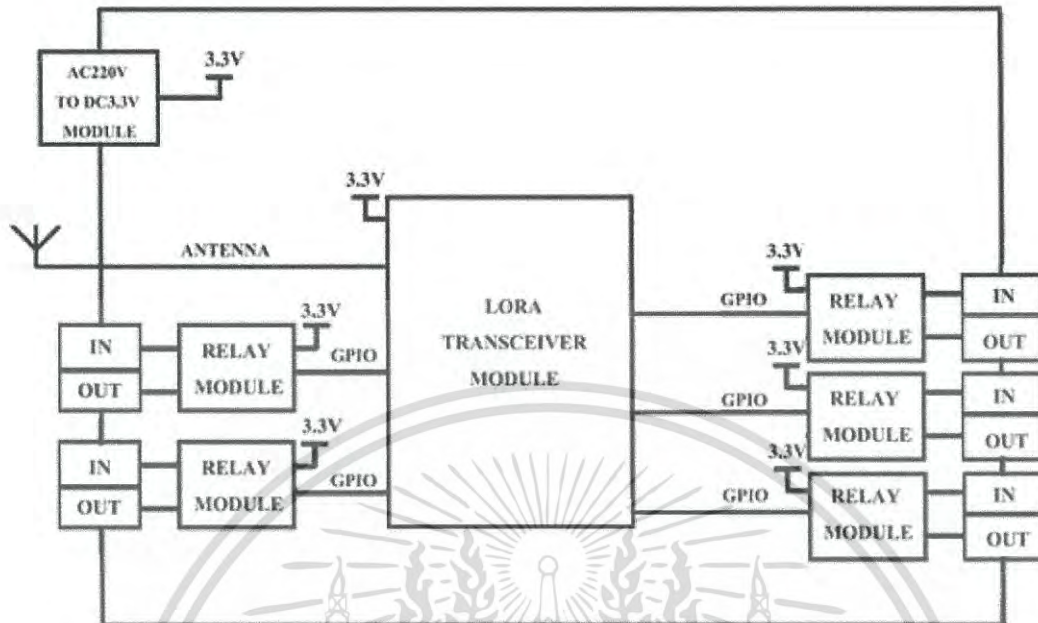 AC220V
TO DC3.3V
MODULE
3.3V
3.3V
ANTENNA
LORA
TRANSCEIVER
MODULE
IN
OUT
RELAY
MODULE
3.3V
GPIO
IN
OUT
RELAY
MODULE
3.3V
GPIO
3.3V
GPIO
RELAY
MODULE
IN
OUT
3.3V
GPIO
RELAY
MODULE
IN
OUT
3.3V
GPIO
RELAY
MODULE
IN
OUT